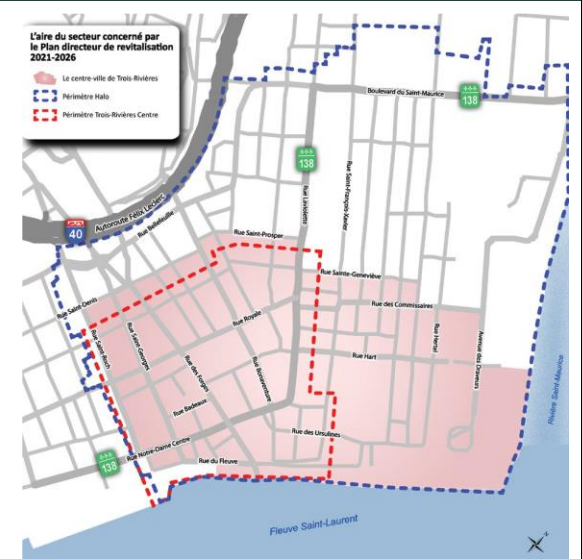 L'aire du secteur concerné par
le Plan directeur de revitalisation
2021-2026
Le centre-ville de Trois-Rivières
Périmètre Halo
Périmètre Trois-Rivières Centre
Boulevard du Saint-Maurice
138
138
Autoroute Félix Leclerc
40
Rue Bellefeuille
Rue Laviolette
Rue Saint-François-Xavier
Rue Saint-Prosper
Rue Sainte-Geneviève
Rue Saint-Denis
Rue des Commissaires
Rue Saint-Roch
Rue Saint-Georges
Rue Royale
Rue Hertel
Avenue des Draveurs
Rue Hart
Rue des Forges
Rue Bonaventure
Rivière Saint-Maurice
Rue Badeaux
Rue des Ursulines
Rue Notre-Dame Centre
138
Rue du Fleuve
Fleuve Saint-Laurent
N